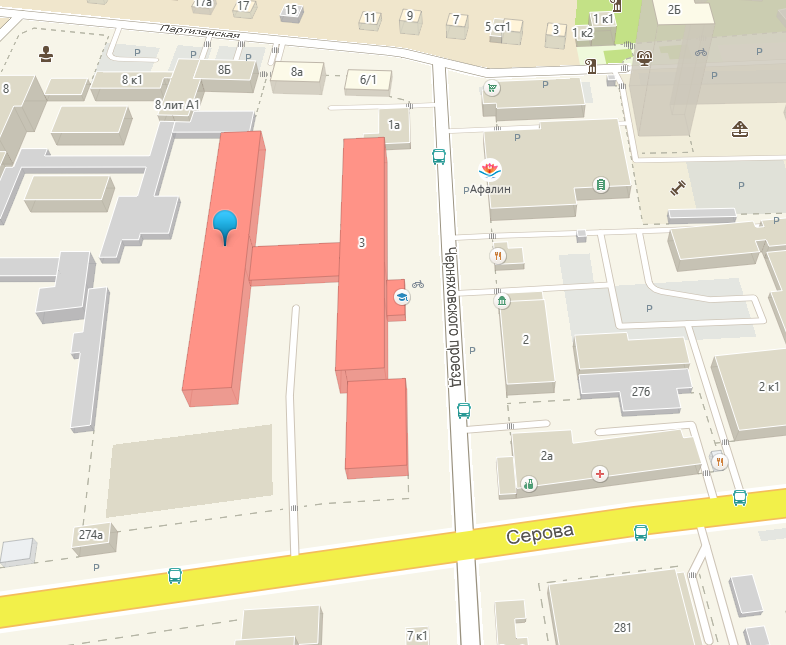 17а
17
15
11
9
7
5 ст1
3
1 к2
1 к1
2Б
Партизанская
8
8 к1
8Б
8а
6/1
P
P
P
P
P
P
8 лит А1
1а
P
P
Афалин
P
P
3
Черняховского проезд
P
P
2
276
2 к1
2а
274а
P
Серова
281
7 к1